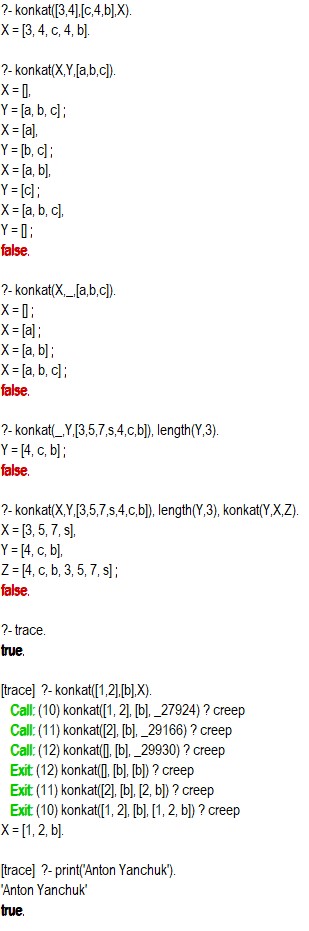 ?- konkat([3,4],[c,4,b],X).
X = [3, 4, c, 4, b].
?- konkat(X,Y,[a,b,c]).
X = [],
Y = [a, b, c] ;
X = [a],
Y = [b, c] ;
X = [a, b],
Y = [c] ;
X = [a, b, c],
Y = [] ;
false.
?- konkat(X,_,[a,b,c]).
X = [] ;
X = [a] ;
X = [a, b] ;
X = [a, b, c] ;
false.
?- konkat(_,Y,[3,5,7,s,4,c,b]), length(Y,3).
Y = [4, c, b] ;
false.
?- konkat(X,Y,[3,5,7,s,4,c,b]), length(Y,3), konkat(Y,X,Z).
X = [3, 5, 7, s],
Y = [4, c, b],
Z = [4, c, b, 3, 5, 7, s] ;
false.
?- trace.
true.
[trace] ?- konkat([1,2],[b],X).
Call: (10) konkat([1, 2], [b], _27924) ? creep
Call: (11) konkat([2], [b], _29166) ? creep
Call: (12) konkat([], [b], _29930) ? creep
Exit: (12) konkat([], [b], [b]) ? creep
Exit: (11) konkat([2], [b], [2, b]) ? creep
Exit: (10) konkat([1, 2], [b], [1, 2, b]) ? creep
X = [1, 2, b].
[trace] ?- print('Anton Yanchuk').
'Anton Yanchuk'
true.